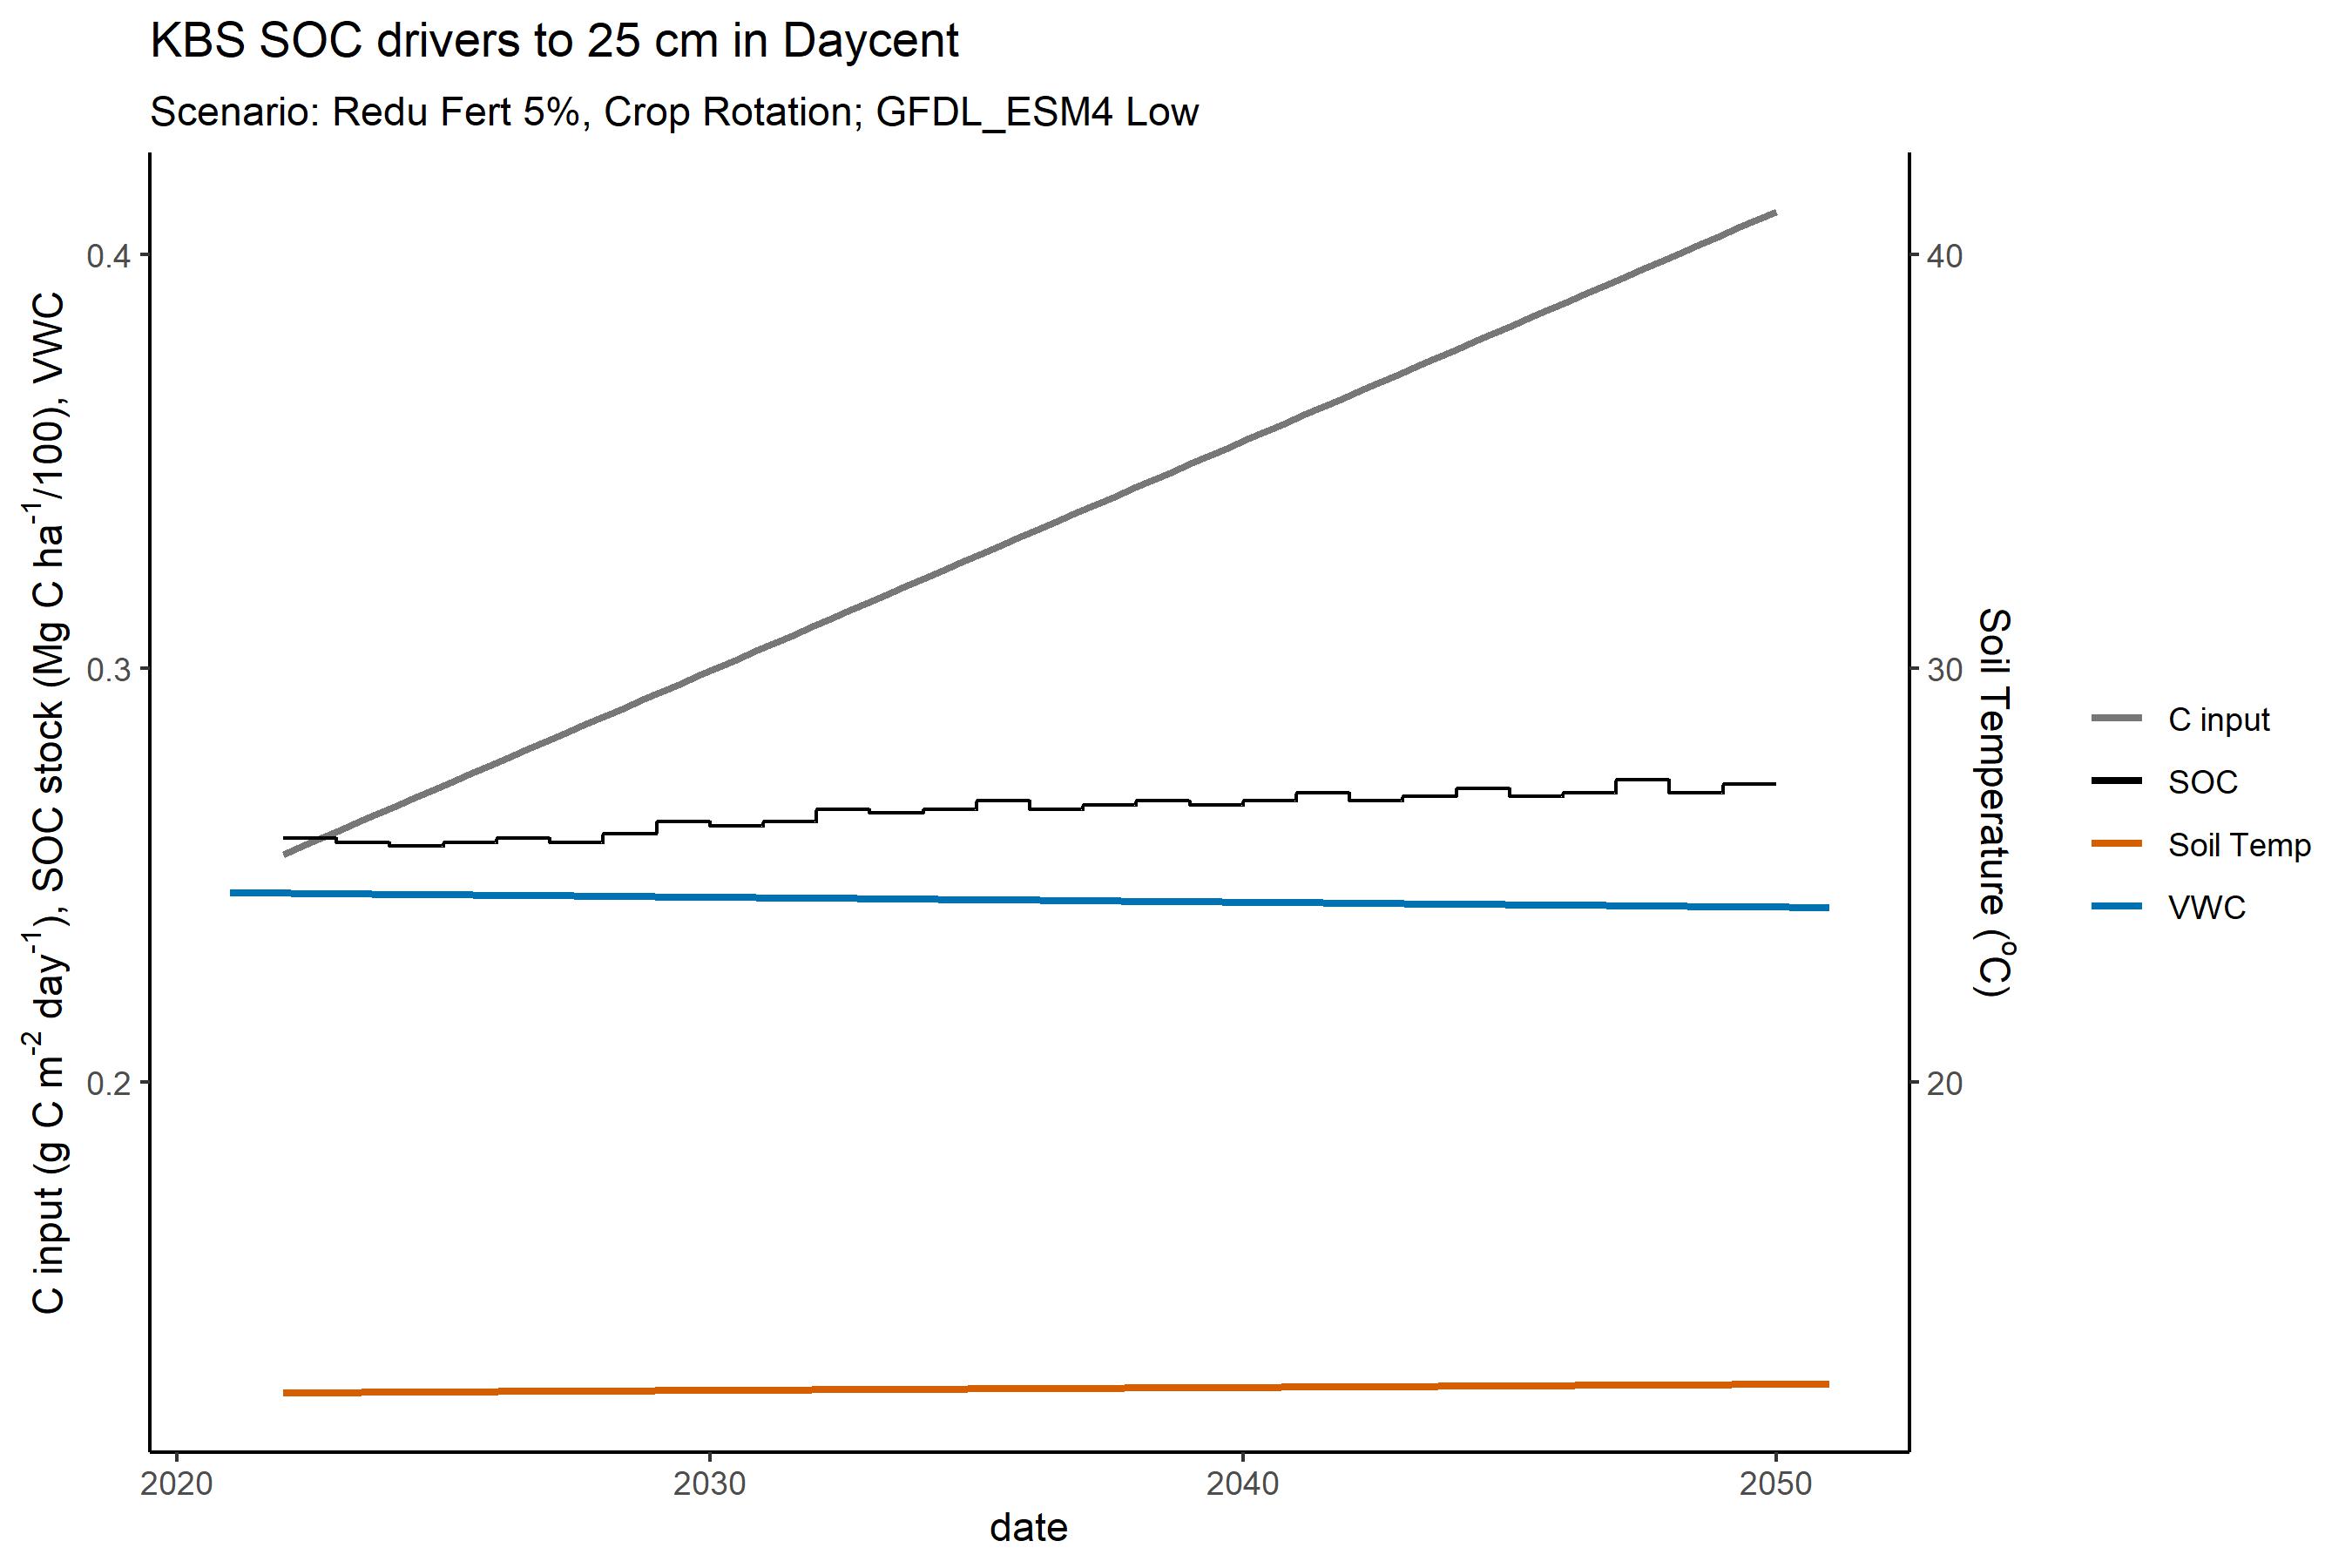 KBS SOC drivers to 25 cm in Daycent
Scenario: Redu Fert 5%, Crop Rotation; GFDL_ESM4 Low
C input (g C m-2 day-1), SOC stock (Mg C ha-1/100), VWC
0.4
0.3
0.2
40
30
20
Soil Temperature (oC)
C input
SOC
Soil Temp
VWC
2020
2030
2040
2050
date